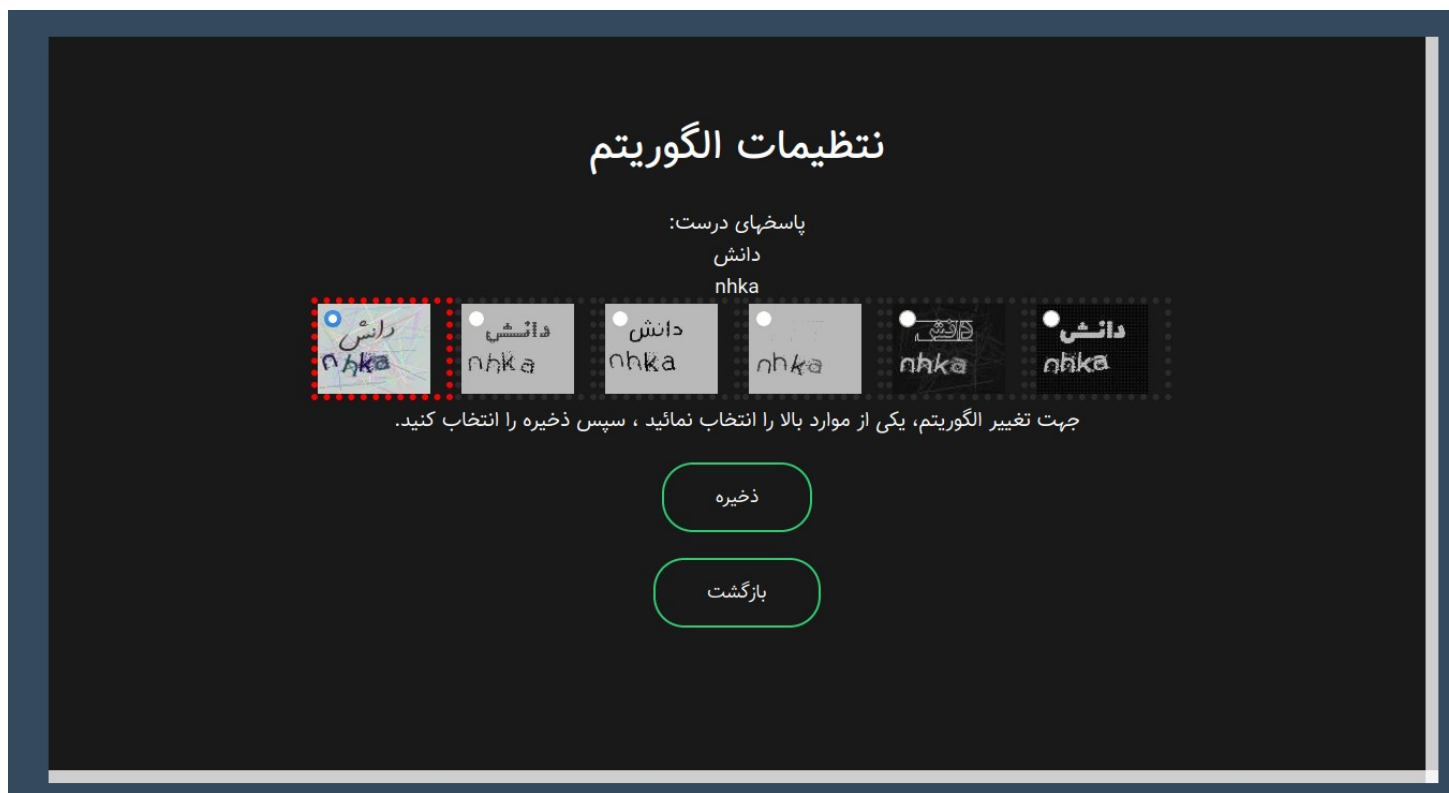 نتظیمات الگوریتم
پاسخهای درست:
دانش
nhka
دانش دانش دانش دانش دانش
nhka nhka nhka nhka nhka nhka
جهت تغییر الگوریتم، یکی از موارد بالا را انتخاب نمائید ، سپس ذخیره را انتخاب کنید.
ذخیره
بازگشت